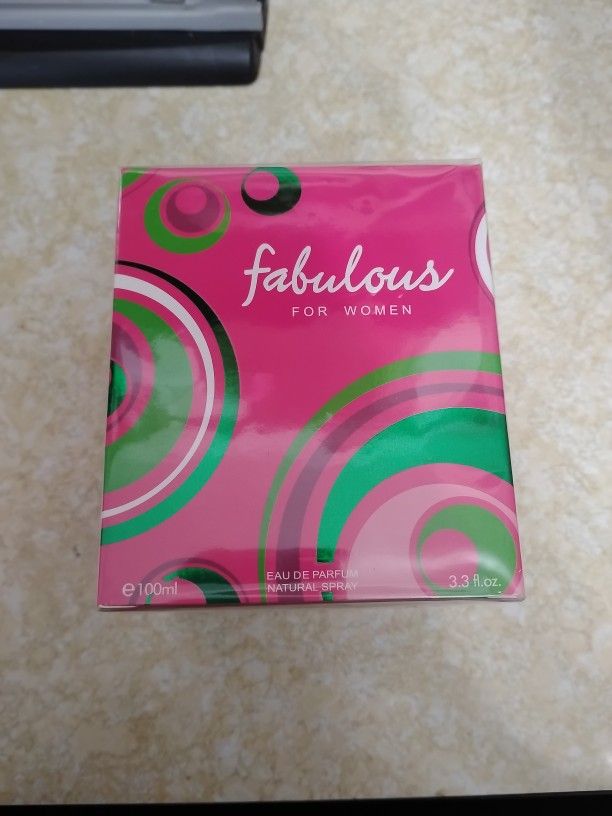 fabulous
FOR WOMEN
℮100ml
EAU DE PARFUM
NATURAL SPRAY
3.3 fl.oz.